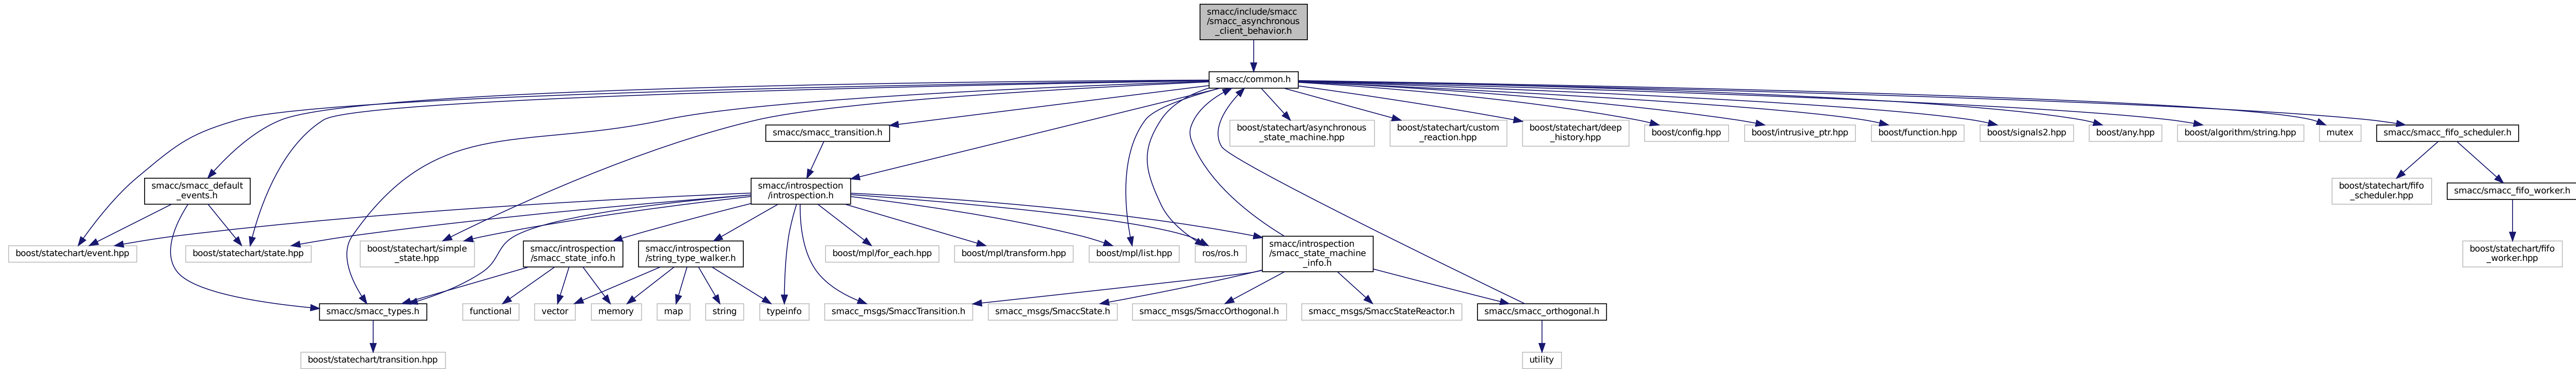 smacc/include/smacc
/smacc_asynchronous
_client_behavior.h
smacc/common.h
smacc/smacc_transition.h
boost/statechart/asynchronous
_state_machine.hpp
boost/statechart/custom
_reaction.hpp
boost/statechart/deep
_history.hpp
boost/config.hpp
boost/intrusive_ptr.hpp
boost/function.hpp
boost/signals2.hpp
boost/any.hpp
boost/algorithm/string.hpp
mutex
smacc/smacc_fifo_scheduler.h
smacc/smacc_default
_events.h
smacc/introspection
/introspection.h
boost/statechart/fifo
_scheduler.hpp
smacc/smacc_fifo_worker.h
boost/statechart/event.hpp
boost/statechart/state.hpp
boost/statechart/simple
_state.hpp
smacc/introspection
/smacc_state_info.h
smacc/introspection
/string_type_walker.h
boost/mpl/for_each.hpp
boost/mpl/transform.hpp
boost/mpl/list.hpp
ros/ros.h
smacc/introspection
/smacc_state_machine
_info.h
boost/statechart/fifo
_worker.hpp
smacc/smacc_types.h
functional
vector
memory
map
string
typeinfo
smacc_msgs/SmaccTransition.h
smacc_msgs/SmaccState.h
smacc_msgs/SmaccOrthogonal.h
smacc_msgs/SmaccStateReactor.h
smacc/smacc_orthogonal.h
boost/statechart/transition.hpp
utility